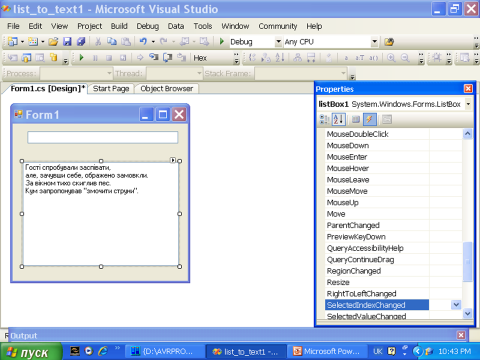 list_to_text1 - Microsoft Visual Studio
File Edit View Project Build Debug Data Tools Window Community Help
Debug Any CPU
Hex
Process: Thread: Stack Frame:
Form1.cs [Design]* Start Page Object Browser
Form1
Гості спробували заспівати,
але, зачувши себе, ображено замовкли.
За вікном тихо скиглив пес.
Кум запропонував "змочити струни".
Properties
listBox1 System.Windows.Forms.ListBox
MouseDoubleClick
MouseDown
MouseEnter
MouseHover
MouseLeave
MouseMove
MouseUp
Move
ParentChanged
PreviewKeyDown
QueryAccessibilityHelp
QueryContinueDrag
RegionChanged
Resize
RightToLeftChanged
SelectedIndexChanged
SelectedValueChanged
Output
пуск
{D:\AVRPRO...
list_to_text1 -...
Microsoft Pow...
UK
10:43 PM